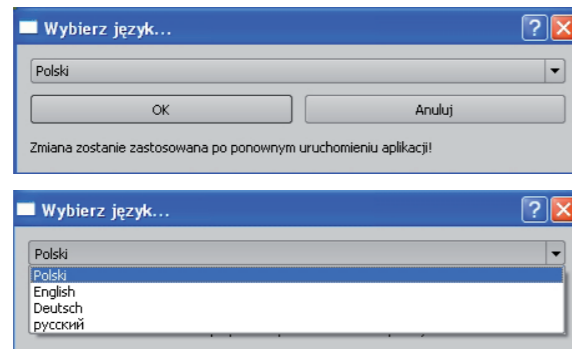 Wybierz język...
Polski
OK Anuluj
Zmiana zostanie zastosowana po ponownym uruchomieniu aplikacji!
Wybierz język...
Polski
Polski
English
Deutsch
русский